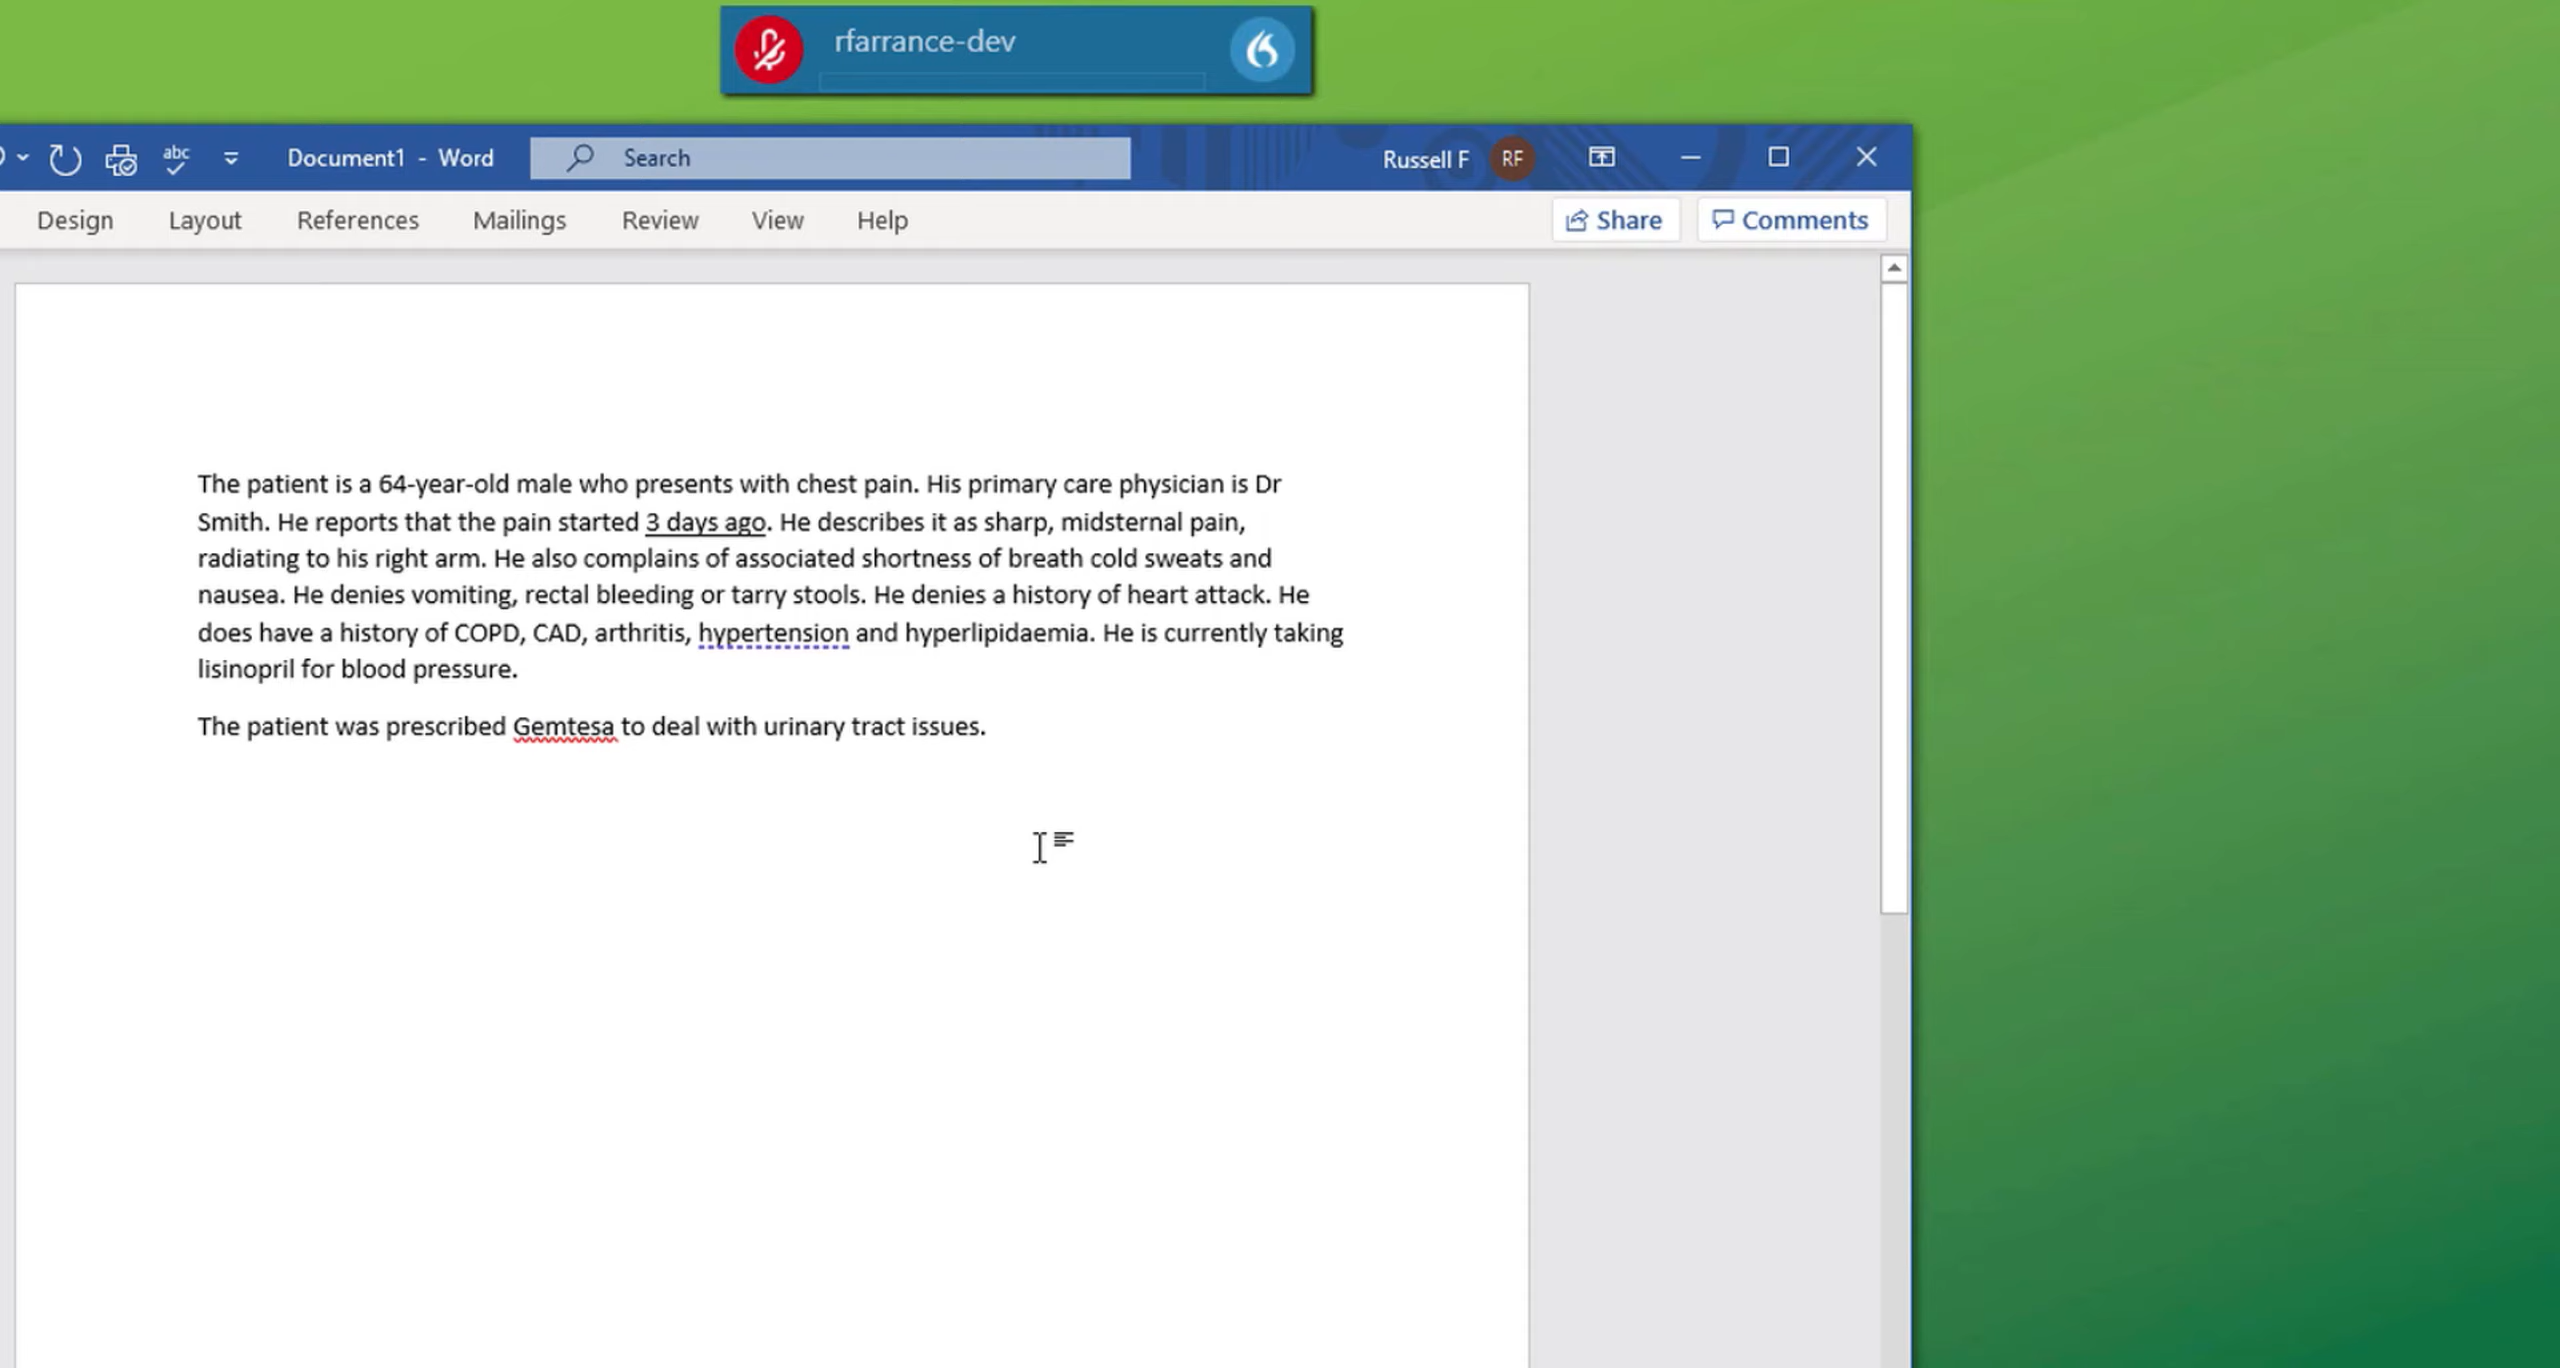 rfarrance-dev
abc
Document1 - Word
Search
Russell F
RF
Design
Layout
References
Mailings
Review
View
Help
Share
Comments
The patient is a 64-year-old male who presents with chest pain. His primary care physician is Dr
Smith. He reports that the pain started 3 days ago. He describes it as sharp, midsternal pain,
radiating to his right arm. He also complains of associated shortness of breath cold sweats and
nausea. He denies vomiting, rectal bleeding or tarry stools. He denies a history of heart attack. He
does have a history of COPD, CAD, arthritis, hypertension and hyperlipidaemia. He is currently taking
lisinopril for blood pressure.
The patient was prescribed Gemtesa to deal with urinary tract issues.